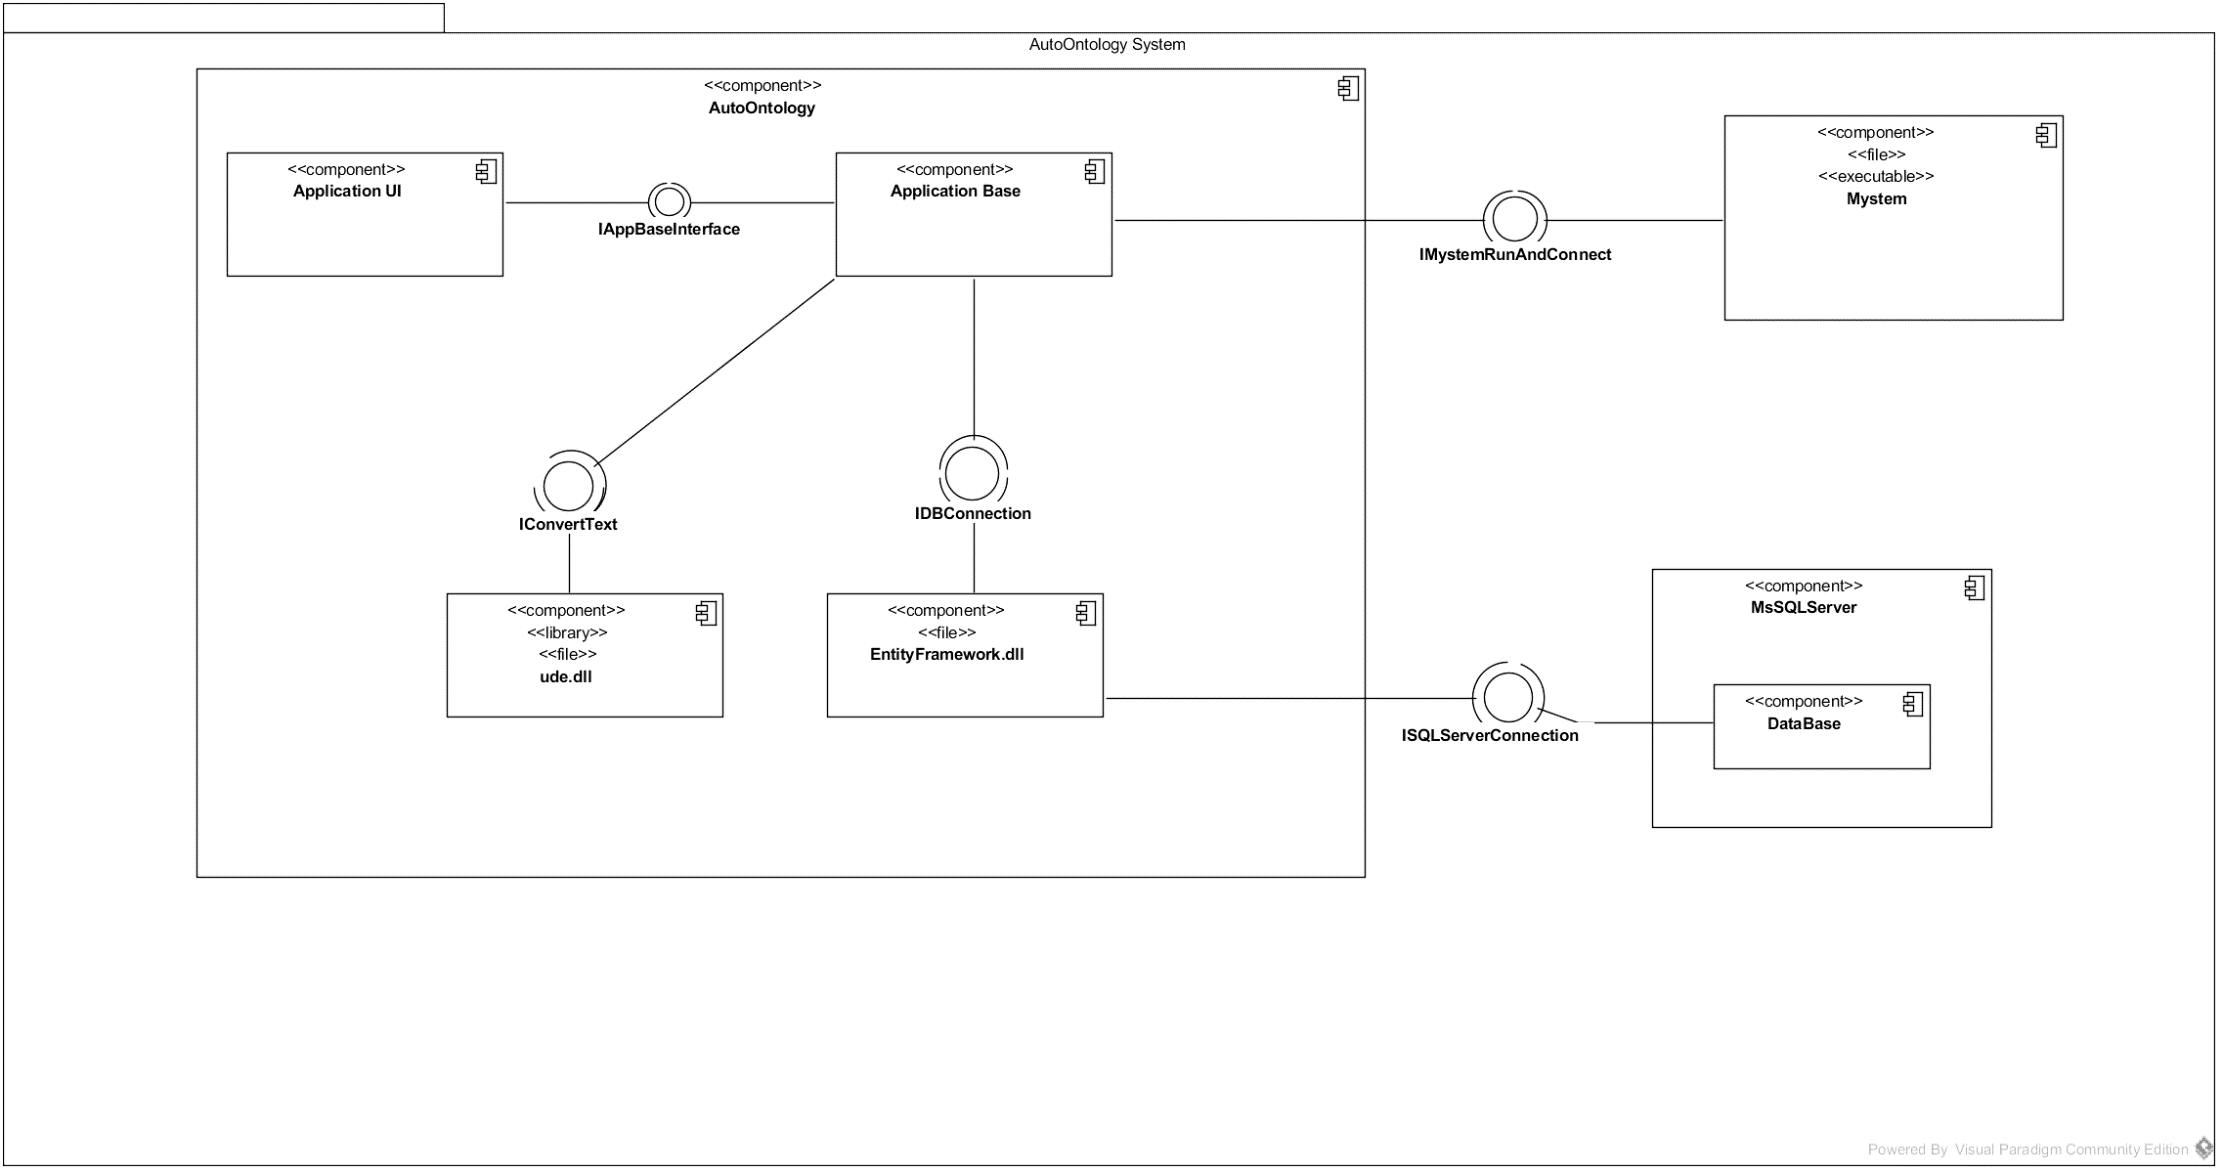 AutoOntology System
<<component>>
AutoOntology
<<component>>
Application UI
IAppBaseInterface
<<component>>
Application Base
IMystemRunAndConnect
<<component>>
<<file>>
<<executable>>
Mystem
IConvertText
IDBConnection
<<component>>
<<library>>
<<file>>
ude.dll
<<component>>
<<file>>
EntityFramework.dll
ISQLServerConnection
<<component>>
MsSQLServer
<<component>>
DataBase
Powered By Visual Paradigm Community Edition